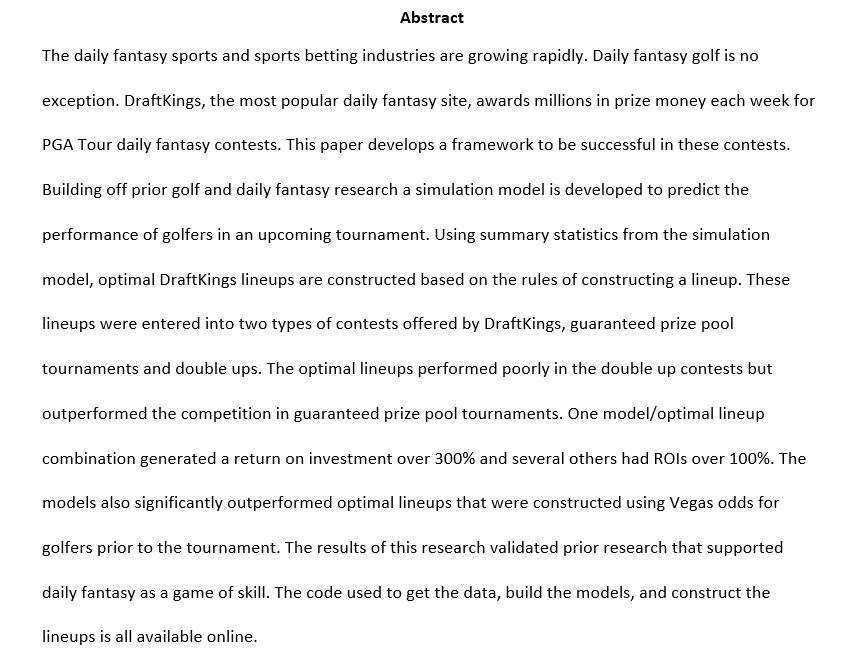 Abstract
The daily fantasy sports and sports betting industries are growing rapidly. Daily fantasy golf is no
exception. DraftKings, the most popular daily fantasy site, awards millions in prize money each week for
PGA Tour daily fantasy contests. This paper develops a framework to be successful in these contests.
Building off prior golf and daily fantasy research a simulation model is developed to predict the
performance of golfers in an upcoming tournament. Using summary statistics from the simulation
model, optimal DraftKings lineups are constructed based on the rules of constructing a lineup. These
lineups were entered into two types of contests offered by DraftKings, guaranteed prize pool
tournaments and double ups. The optimal lineups performed poorly in the double up contests but
outperformed the competition in guaranteed prize pool tournaments. One model/optimal lineup
combination generated a return on investment over 300% and several others had ROIs over 100%. The
models also significantly outperformed optimal lineups that were constructed using Vegas odds for
golfers prior to the tournament. The results of this research validated prior research that supported
daily fantasy as a game of skill. The code used to get the data, build the models, and construct the
lineups is all available online.